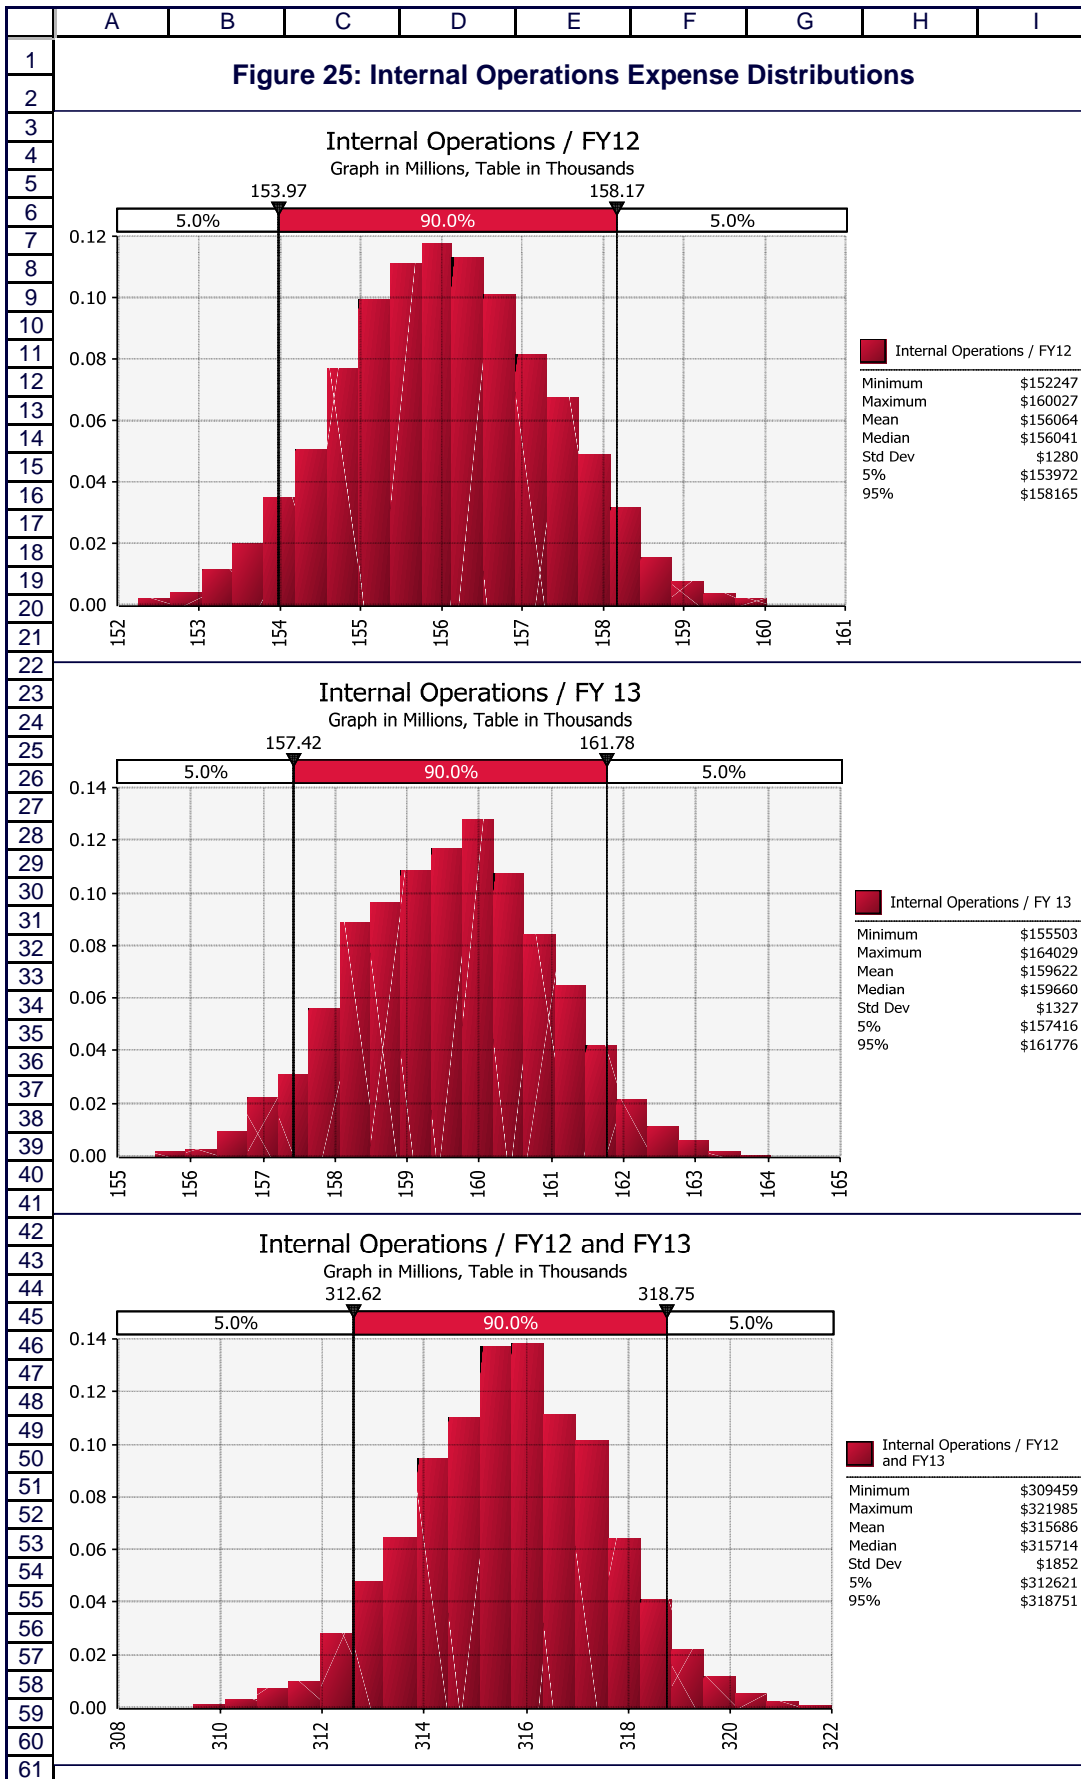 A B C D E F G H I
1
2
Figure 25: Internal Operations Expense Distributions
3
4
5
6
7
8
9
10
11
12
13
14
15
16
17
18
19
20
21
22
23
24
25
26
27
28
29
30
31
32
33
34
35
36
37
38
39
40
41
42
43
44
45
46
47
48
49
50
51
52
53
54
55
56
57
58
59
60
61
Internal Operations / FY12
Graph in Millions, Table in Thousands
153.97 158.17
5.0% 90.0% 5.0%
0.12
0.10
0.08
0.06
0.04
0.02
0.00
152 153 154 155 156 157 158 159 160 161
Internal Operations / FY12
Minimum $152247
Maximum $160027
Mean $156064
Median $156041
Std Dev $1280
5% $153972
95% $158165
Internal Operations / FY 13
Graph in Millions, Table in Thousands
157.42 161.78
5.0% 90.0% 5.0%
0.14
0.12
0.10
0.08
0.06
0.04
0.02
0.00
155 156 157 158 159 160 161 162 163 164 165
Internal Operations / FY 13
Minimum $155503
Maximum $164029
Mean $159622
Median $159660
Std Dev $1327
5% $157416
95% $161776
Internal Operations / FY12 and FY13
Graph in Millions, Table in Thousands
312.62 318.75
5.0% 90.0% 5.0%
0.14
0.12
0.10
0.08
0.06
0.04
0.02
0.00
308 310 312 314 316 318 320 322
Internal Operations / FY12
and FY13
Minimum $309459
Maximum $321985
Mean $315686
Median $315714
Std Dev $1852
5% $312621
95% $318751